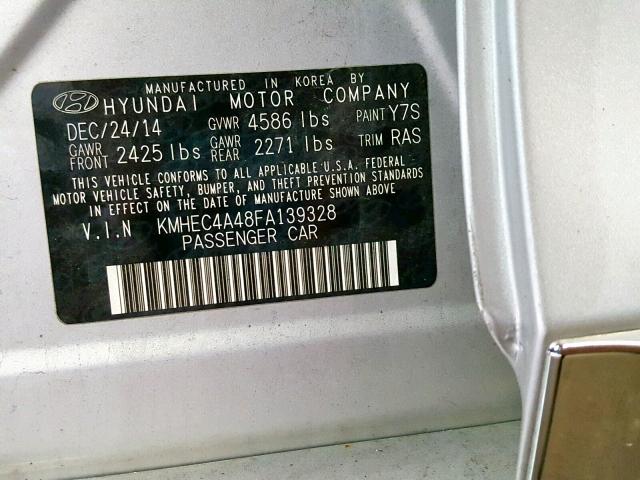 MANUFACTURED IN KOREA BY
HYUNDAI MOTOR COMPANY
DEC/24/14 GVWR 4586 lbs PAINT Y7S
GAWR FRONT 2425 lbs GAWR REAR 2271 lbs TRIM RAS
THIS VEHICLE CONFORMS TO ALL APPLICABLE U.S.A. FEDERAL
MOTOR VEHICLE SAFETY, BUMPER, AND THEFT PREVENTION STANDARDS
IN EFFECT ON THE DATE OF MANUFACTURE SHOWN ABOVE
V.I.N KMHEC4A48FA139328
PASSENGER CAR